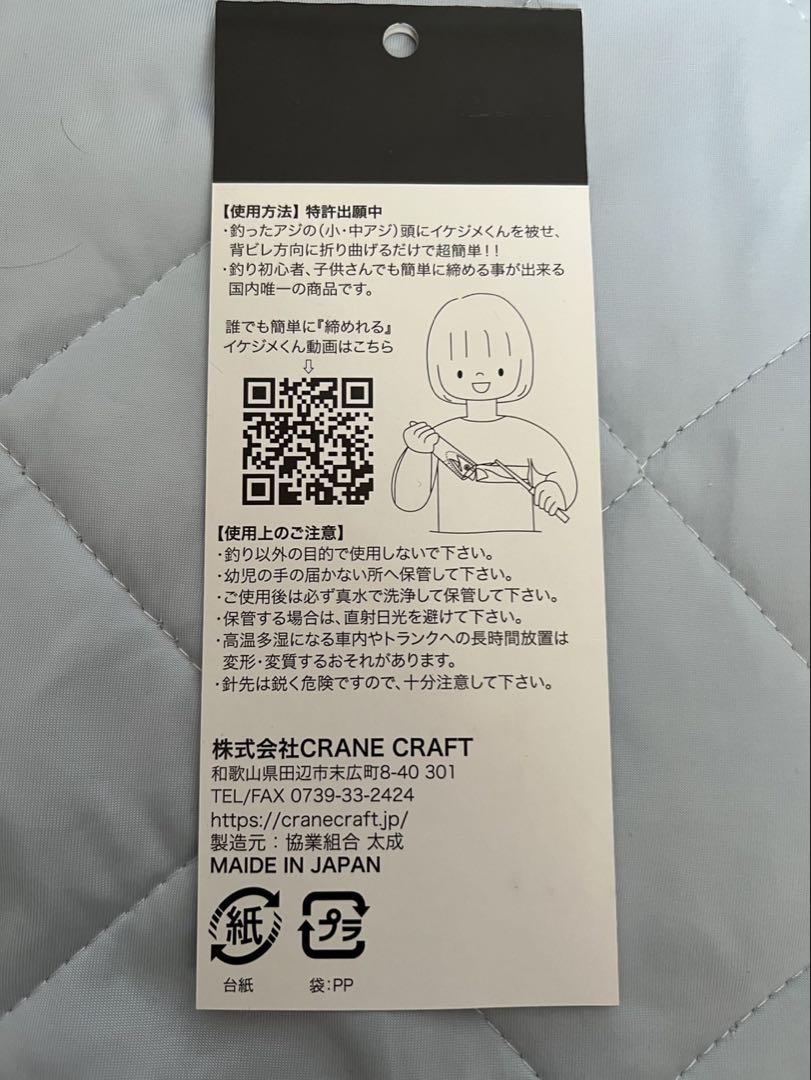 【使用方法】特許出願中
・釣ったアジの(小・中アジ)頭にイケジメくんを被せ、
背ビレ方向に折り曲げるだけで超簡単!!
・釣り初心者、子供さんでも簡単に締める事が出来る
国内唯一の商品です。
誰でも簡単に『締めれる』
イケジメくん動画はこちら
⇩
【使用上のご注意】
・釣り以外の目的で使用しないで下さい。
・幼児の手の届かない所へ保管して下さい。
・ご使用後は必ず真水で洗浄して保管して下さい。
・保管する場合は、直射日光を避けて下さい。
・高温多湿になる車内やトランクへの長時間放置は
変形・変質するおそれがあります。
・針先は鋭く危険ですので、十分注意して下さい。
株式会社CRANE CRAFT
和歌山県田辺市末広町8-40 301
TEL/FAX 0739-33-2424
https://cranecraft.jp/
製造元：協業組合 太成
MAIDE IN JAPAN
紙 プラ
台紙 袋:PP